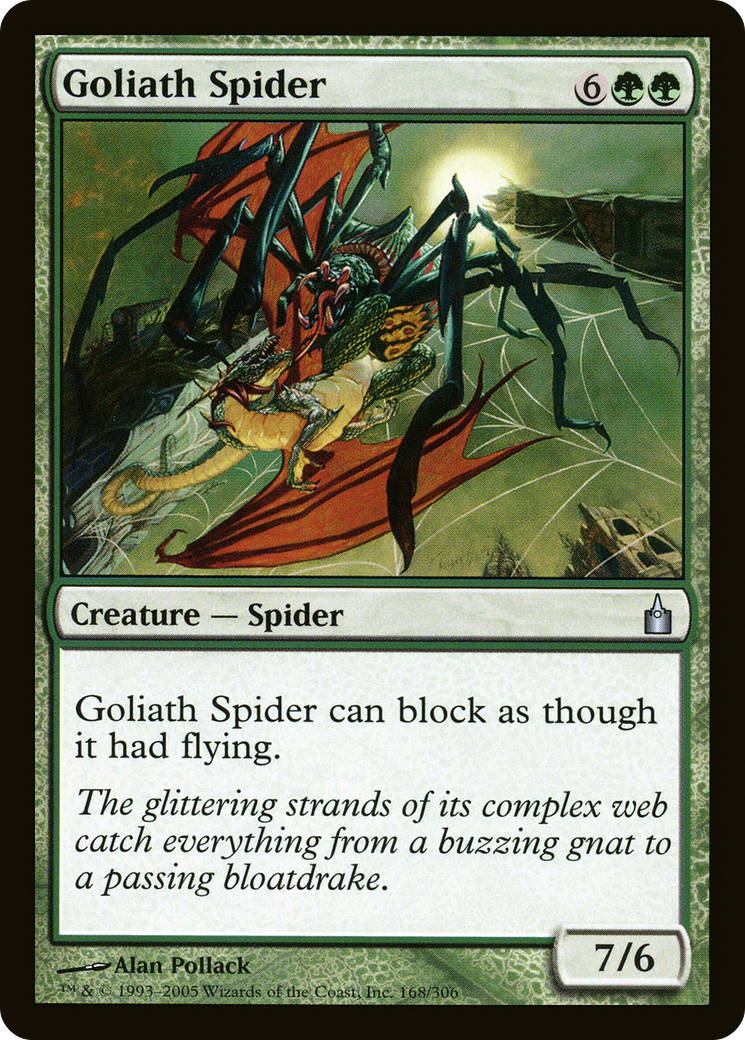 Goliath Spider
6
Creature — Spider
Goliath Spider can block as though
it had flying.
The glittering strands of its complex web
catch everything from a buzzing gnat to
a passing bloatdrake.
7/6
Alan Pollack
™ & © 1993–2005 Wizards of the Coast, Inc. 168/306